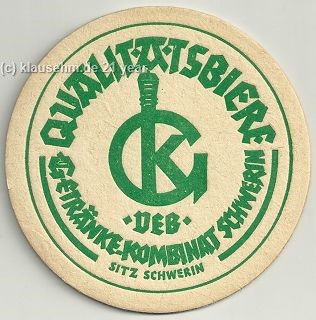 (c) klausehm.de 21 year
QUALITÄTSBIERE
GK
·VEB·
GETRÄNKE-KOMBINAT SCHWERIN
SITZ SCHWERIN